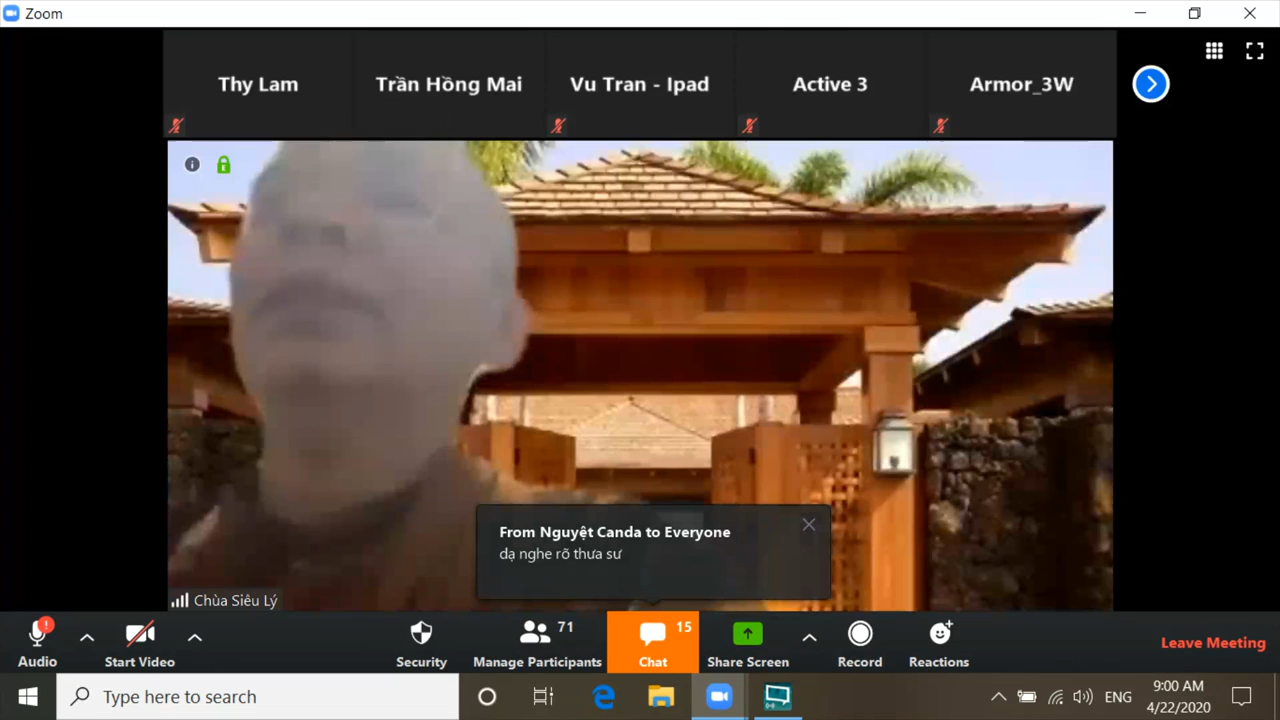 Zoom
Thy Lam
Trần Hồng Mai
Vu Tran - Ipad
Active 3
Armor_3W
From Nguyệt Canda to Everyone
dạ nghe rõ thưa sư
Chùa Siêu Lý
71
15
Audio
Start Video
Security
Manage Participants
Chat
Share Screen
Record
Reactions
Leave Meeting
Type here to search
ENG
9:00 AM
4/22/2020